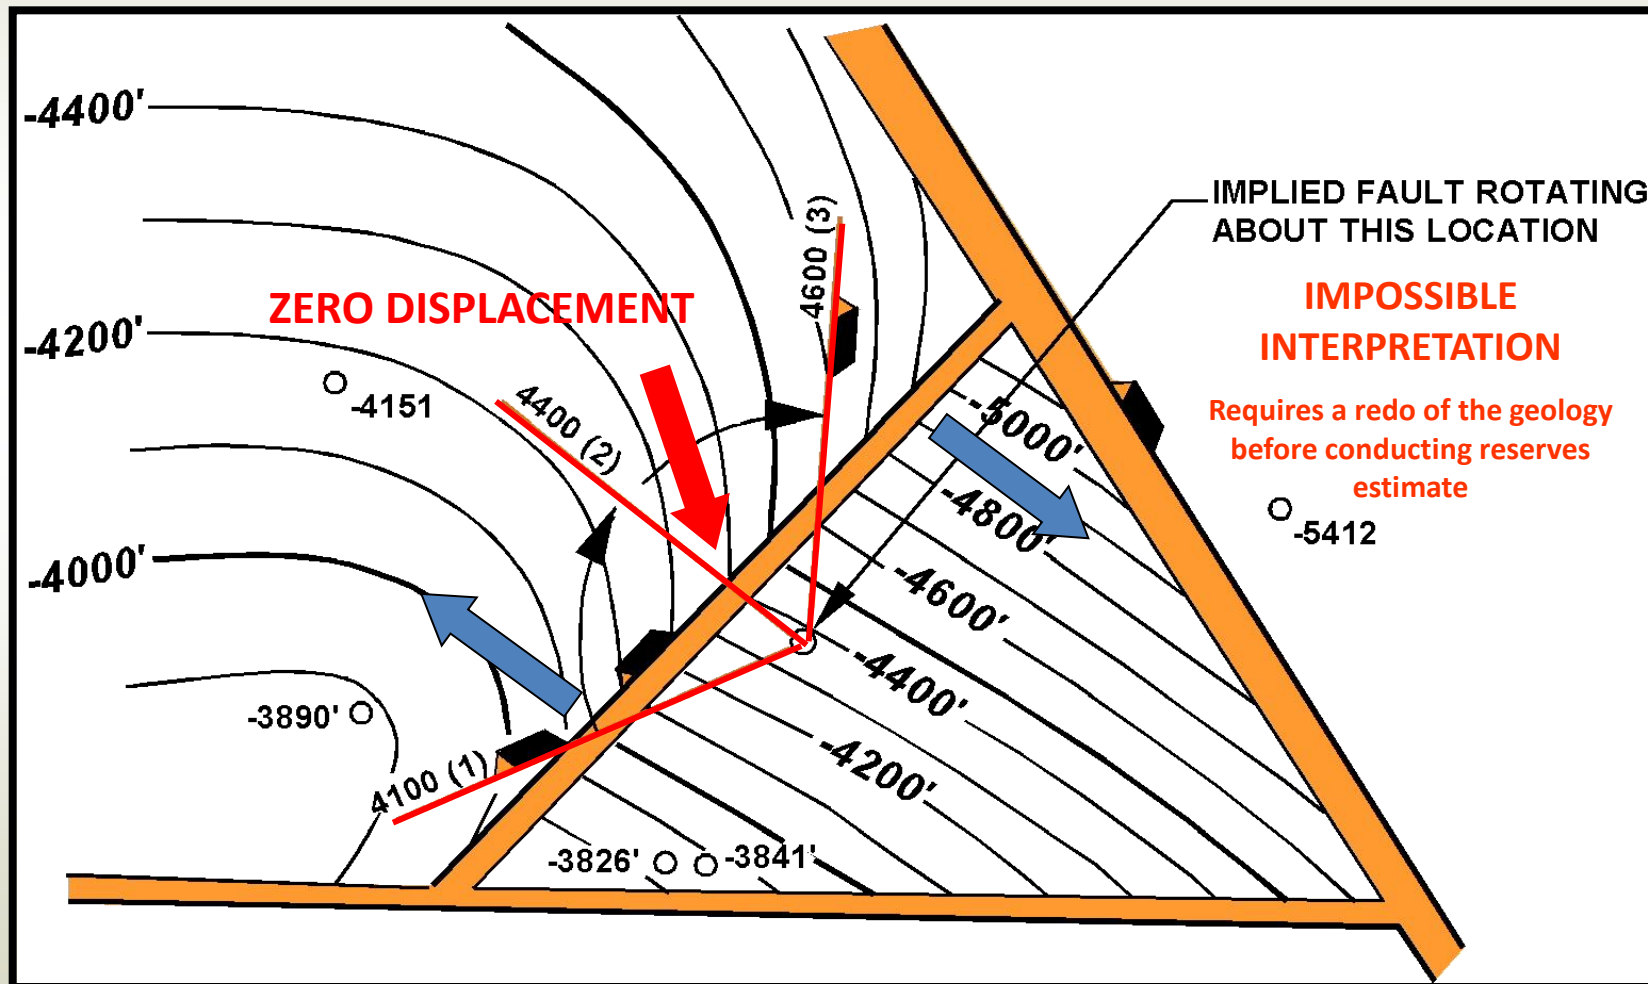 -4400'
IMPLIED FAULT ROTATING
ABOUT THIS LOCATION
4600 (3)
ZERO DISPLACEMENT
IMPOSSIBLE
INTERPRETATION
-4200'
-4151
4400 (2)
-5000'
Requires a redo of the geology
before conducting reserves
estimate
-4800'
-5412
-4000'
-4600'
-4400'
-3890'
-4200'
4100 (1)
-3826'
-3841'